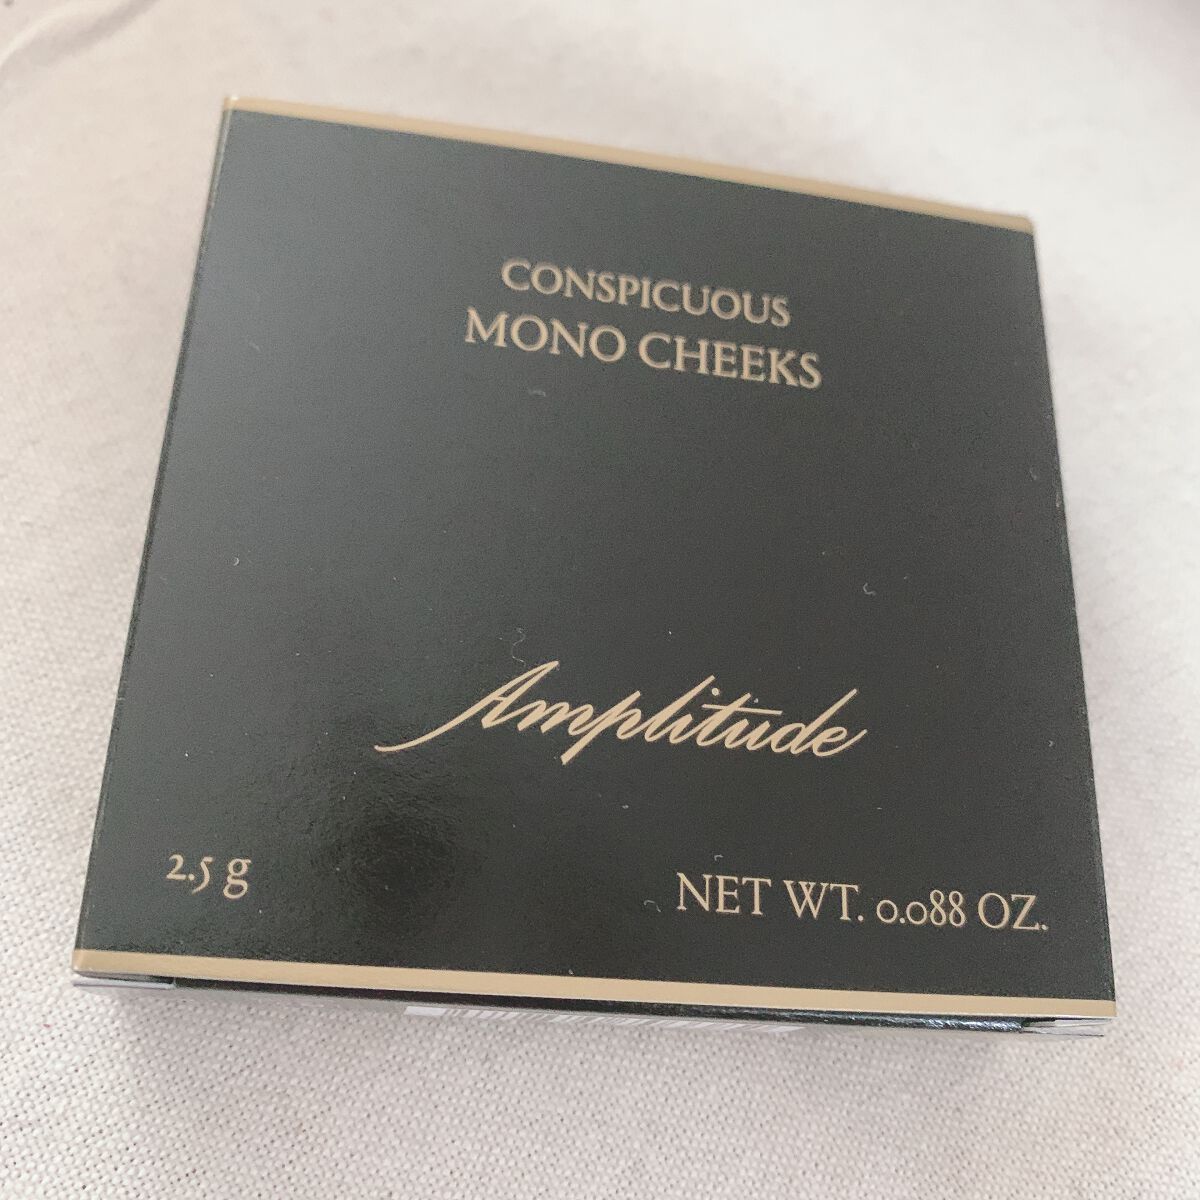 CONSPICUOUS
MONO CHEEKS
Amplitude
2.5 g
NET WT. 0.088 OZ.